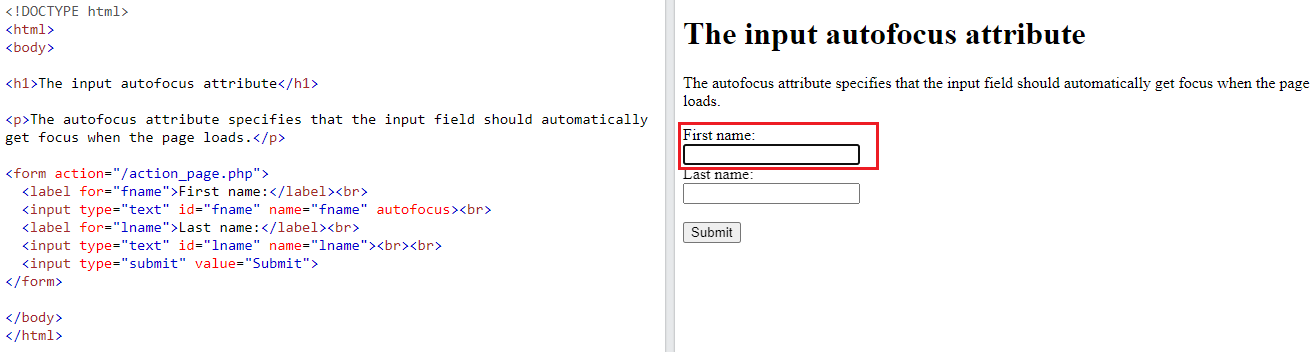 <!DOCTYPE html>
<html>
<body>
<h1>The input autofocus attribute</h1>
<p>The autofocus attribute specifies that the input field should automatically
get focus when the page loads.</p>
<form action="/action_page.php">
  <label for="fname">First name:</label><br>
  <input type="text" id="fname" name="fname" autofocus><br>
  <label for="lname">Last name:</label><br>
  <input type="text" id="lname" name="lname"><br><br>
  <input type="submit" value="Submit">
</form>
</body>
</html>
The input autofocus attribute
The autofocus attribute specifies that the input field should automatically get focus when the page
loads.
First name:
Last name:
Submit